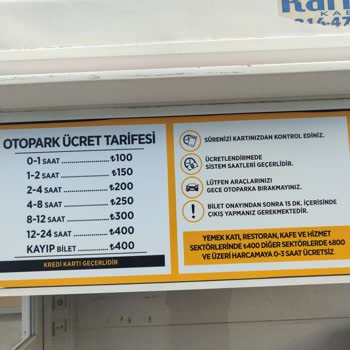 KABİ
216-47
OTOPARK ÜCRET TARİFESİ
0-1 SAAT ................ ₺100
1-2 SAAT ................ ₺150
2-4 SAAT ............... ₺200
4-8 SAAT ............... ₺250
8-12 SAAT .............. ₺300
12-24 SAAT ............ ₺400
KAYIP BİLET .......... ₺400
KREDİ KARTI GEÇERLİDİR
SÜRENİZİ KARTINIZDAN KONTROL EDİNİZ.
ÜCRETLENDİRMEDE
SİSTEM SAATLERİ GEÇERLİDİR.
LÜTFEN ARAÇLARINIZI
GECE OTOPARKA BIRAKMAYINIZ.
BİLET ONAYINDAN SONRA 15 DK. İÇERİSİNDE
ÇIKIŞ YAPMANIZ GEREKMEKTEDİR.
YEMEK KATI, RESTORAN, KAFE VE HİZMET
SEKTÖRLERİNDE ₺400 DİĞER SEKTÖRLERDE ₺800
VE ÜZERİ HARCAMAYA 0-3 SAAT ÜCRETSİZ